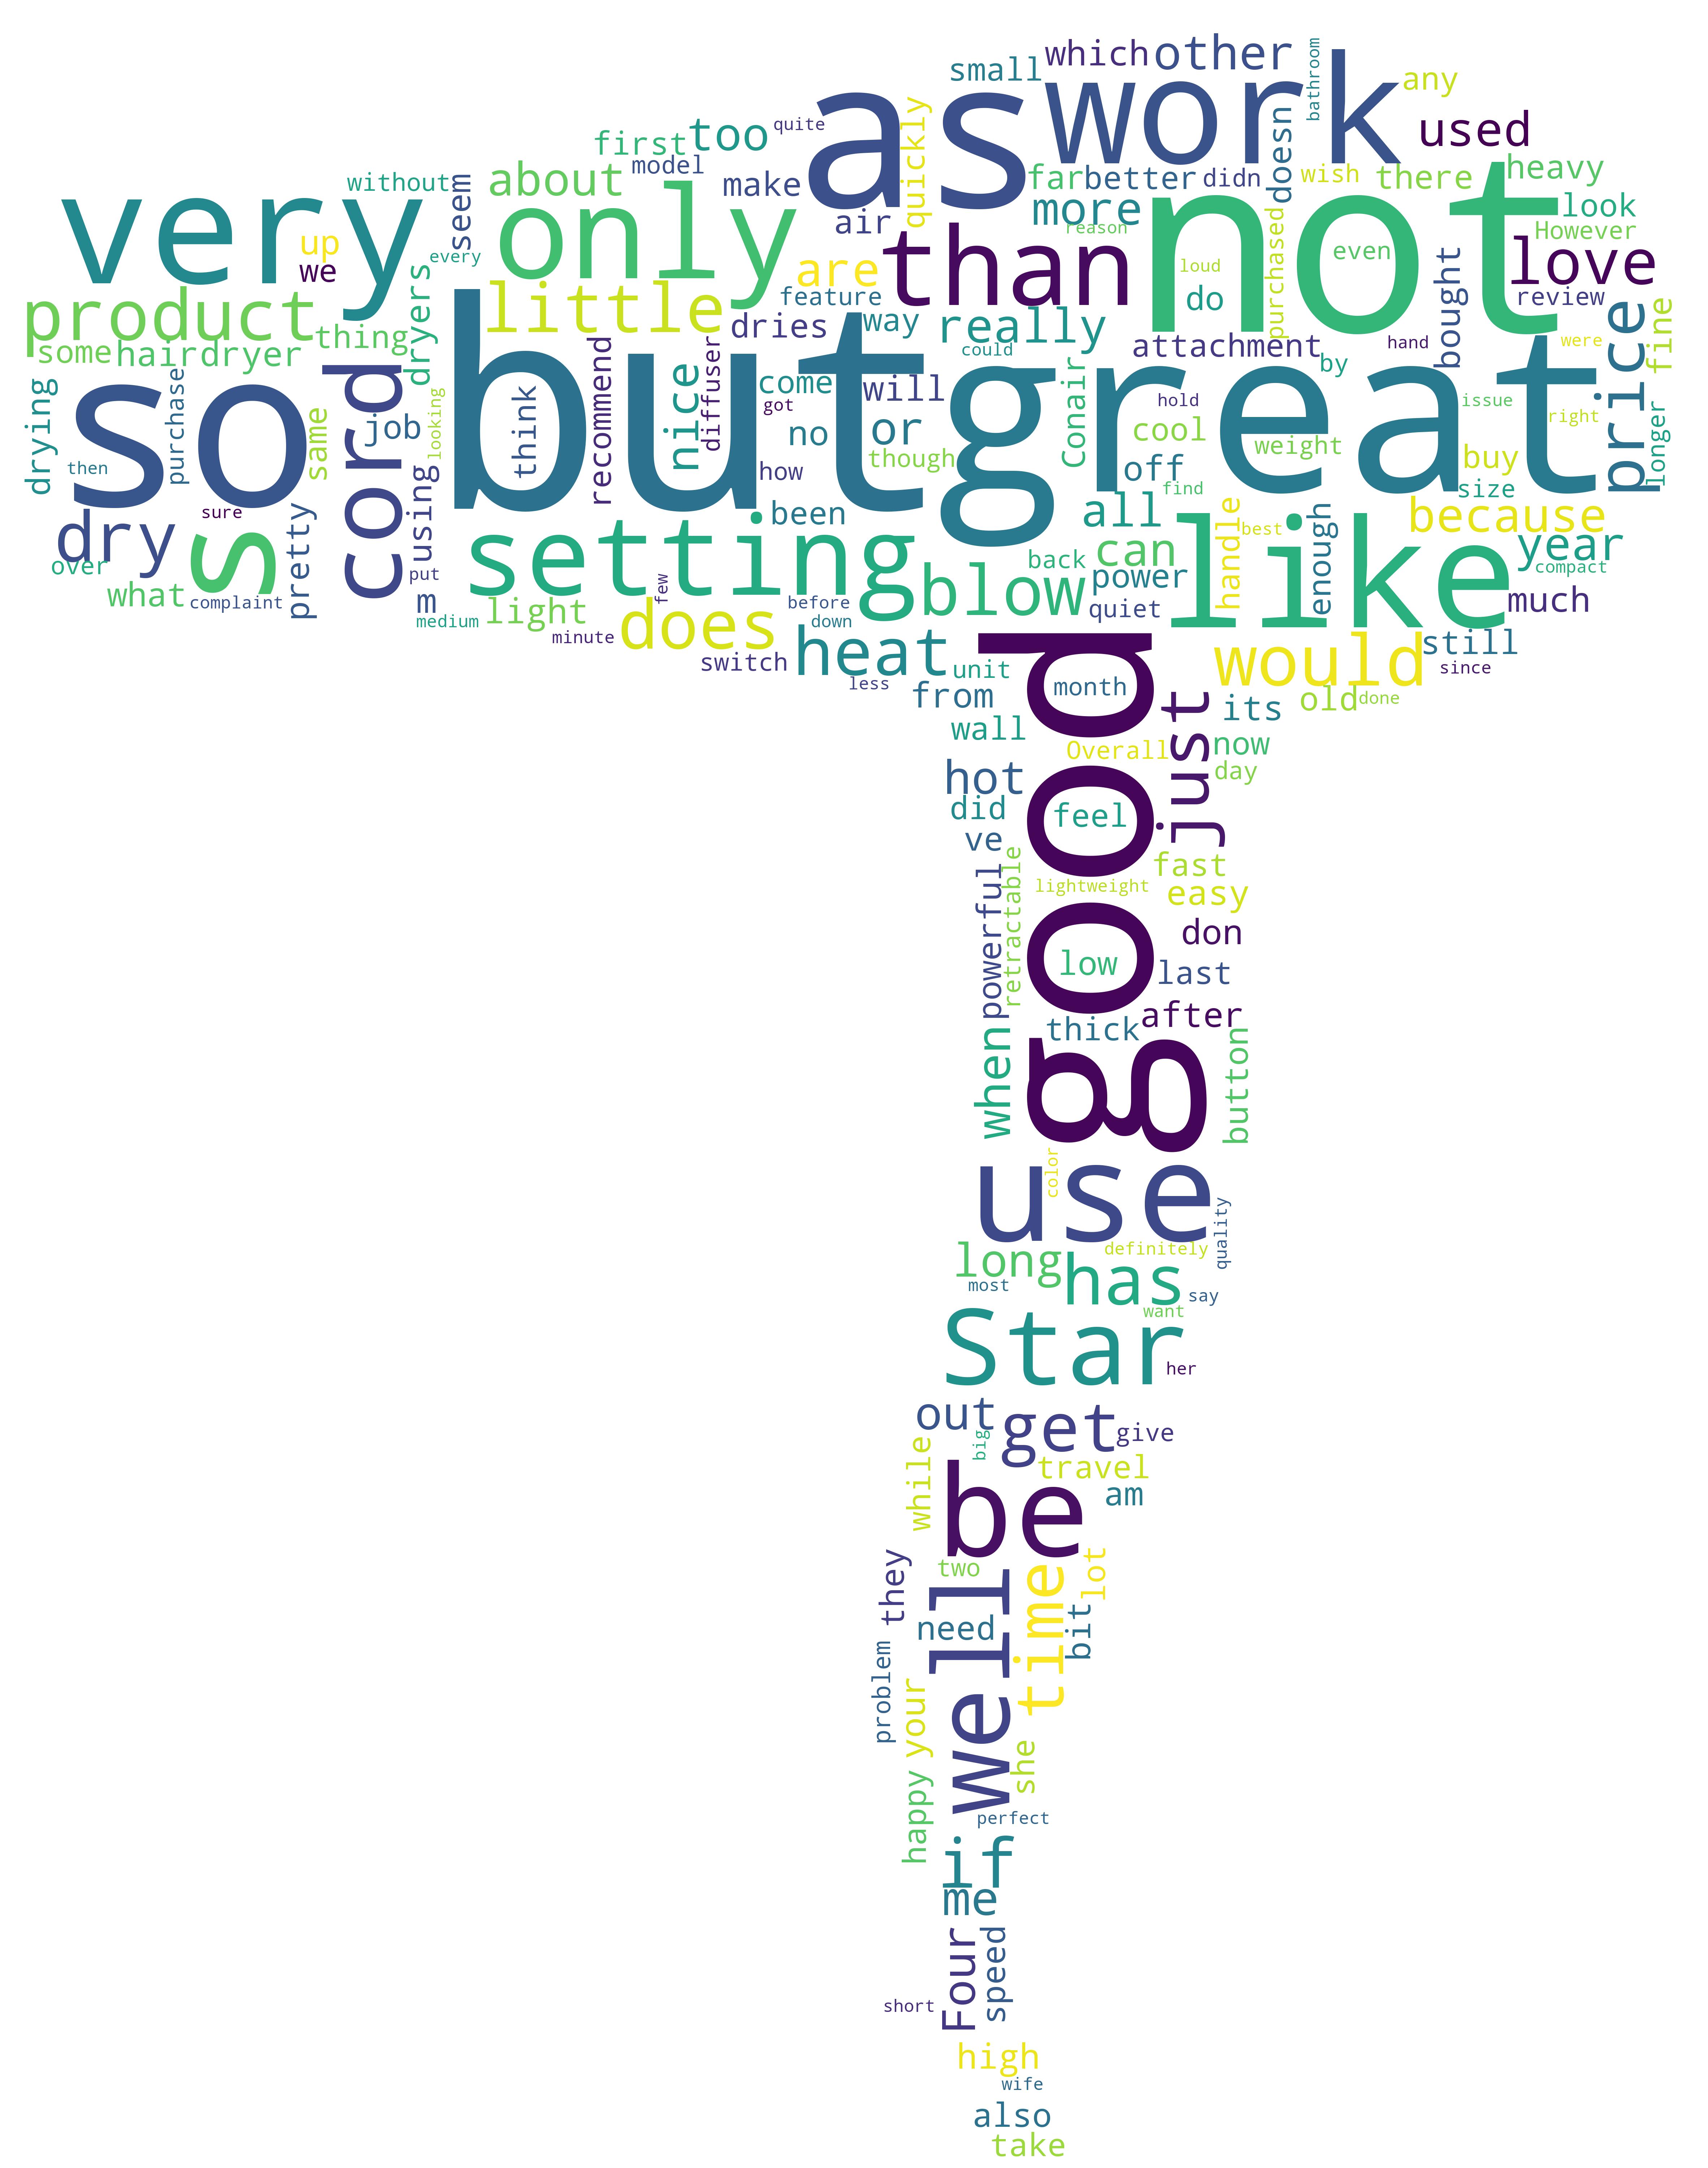 which other
small
bathroom
any
as work
quickly
used
quite
too
first
model
doesn
far better didn wish there heavy
without
about
make
very
seem
only
air
more
not
look
reason
However
up
we
every
dryers
are than
loud
even
do
purchased
bought
love
product
little
feature
way
review
dries
really
some hairdryer thing
attachment
by
hand
were
price
fine
could
drying
so
purchase
same
cord
job
looking
but
think
recommend
nice
diffuser
come
got
will
great
Conair
hold
issue
right
cool
no or
weight
longer
then
using
how
though
off
buy
find
size
sure
dry
s
pretty
been
all
handle
best
enough
because
setting
like
year
over
back can
compact
put
power
what complaint
m
light
few
before
blow
quiet
much
medium
minute
does
down
switch
heat
would still
less
unit
since
from
month
just
its old done
good
wall
Overall
now
hot
day
did
feel
ve
fast
powerful
retractable
lightweight
easy
don
low
last
after
thick
when
button
use
color
quality
long
definitely
has
most
say
want
Star
her
out get give
big
while
travel
am
be
they
two
well
time
lot
need
bit
problem
happy your
she
perfect
if
me
Four
speed
short
high
wife
also
take